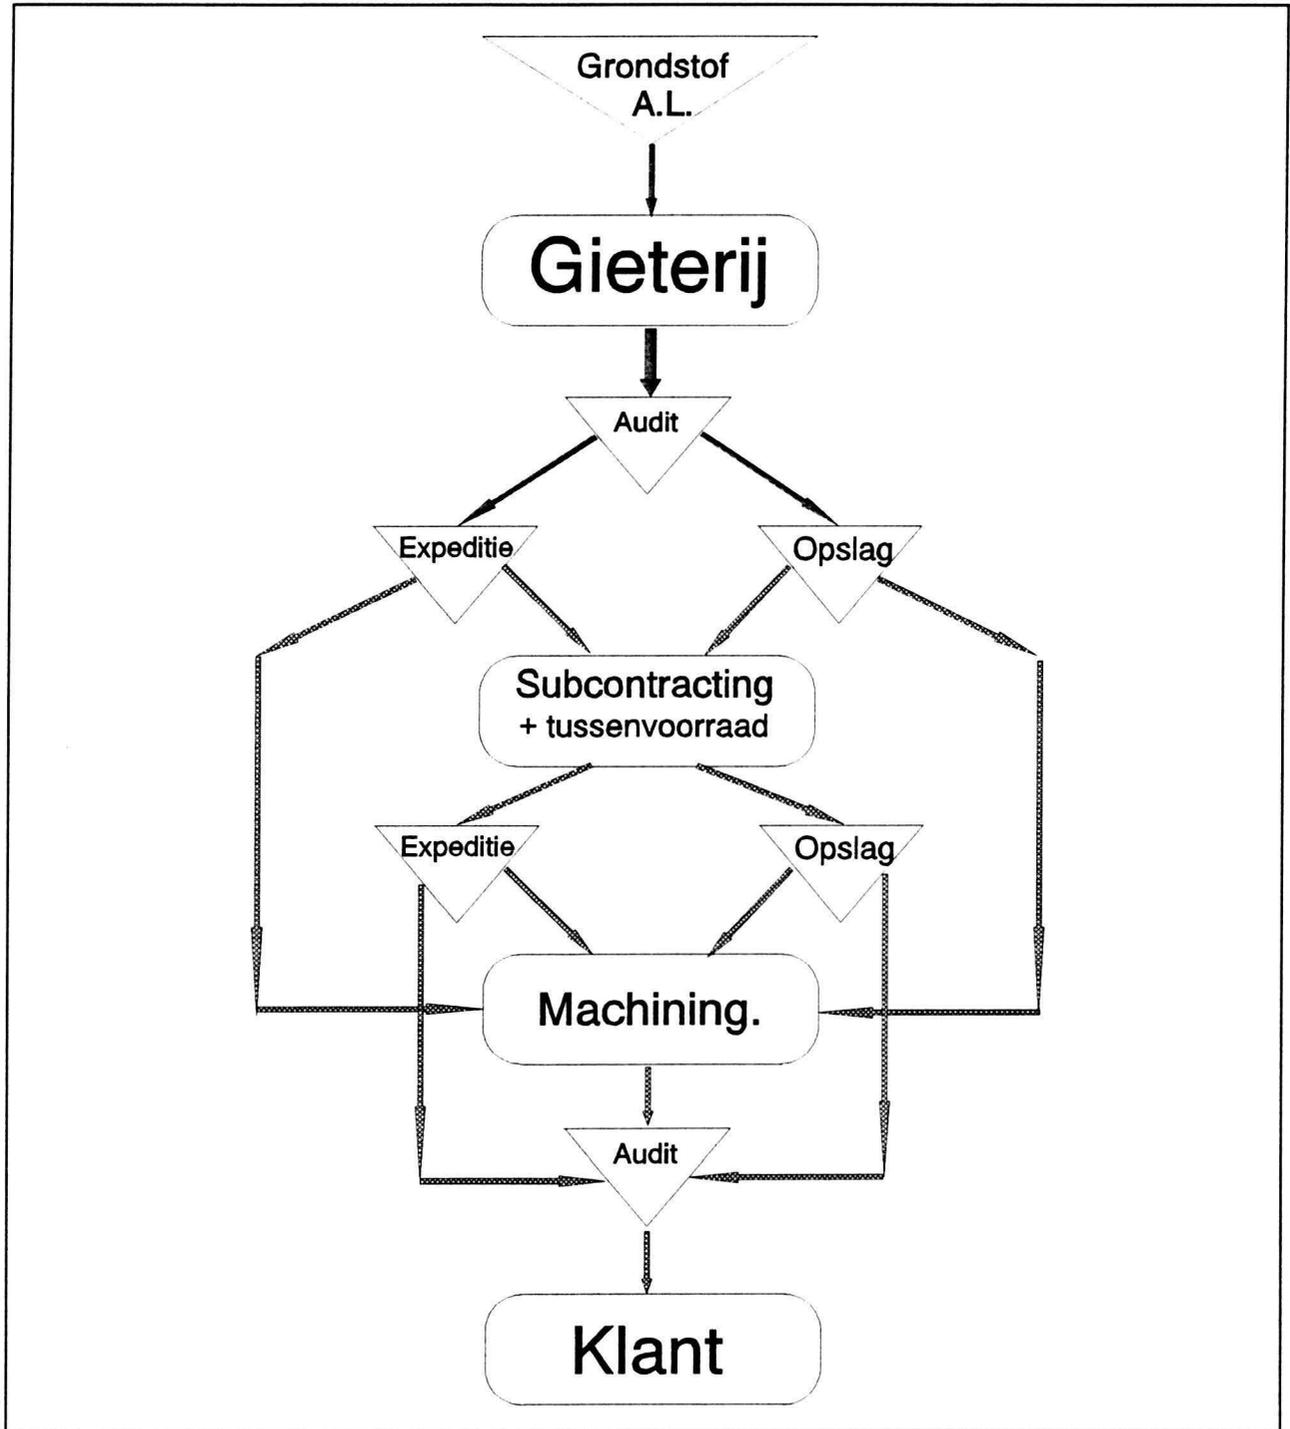 Grondstof
A.L.
Gieterij
Audit
Expeditie
Opslag
Subcontracting
+ tussenvoorraad
Expeditie
Opslag
Machining.
Audit
Klant